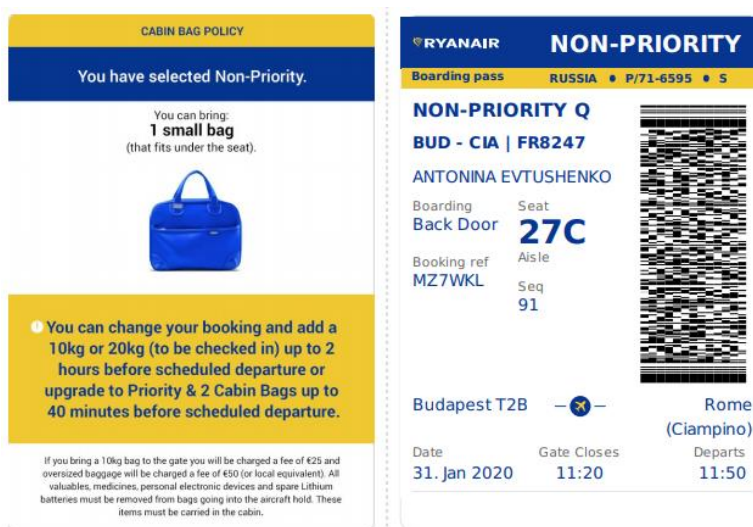 CABIN BAG POLICY
You have selected Non-Priority.
You can bring:
1 small bag
(that fits under the seat).
You can change your booking and add a
10kg or 20kg (to be checked in) up to 2
hours before scheduled departure or
upgrade to Priority & 2 Cabin Bags up to
40 minutes before scheduled departure.
If you bring a 10kg bag to the gate you will be charged a fee of €25 and
oversized baggage will be charged a fee of €50 (or local equivalent). All
valuables, medicines, personal electronic devices and spare Lithium
batteries must be removed from bags going into the aircraft hold. These
items must be carried in the cabin.
RYANAIR NON-PRIORITY
Boarding pass RUSSIA • P/71-6595 • S
NON-PRIORITY Q
BUD - CIA | FR8247
ANTONINA EVTUSHENKO
Boarding Seat
Back Door 27C
Aisle
Booking ref
MZ7WKL
Seq
91
Budapest T2B Rome
(Ciampino)
Date Gate Closes Departs
31. Jan 2020 11:20 11:50